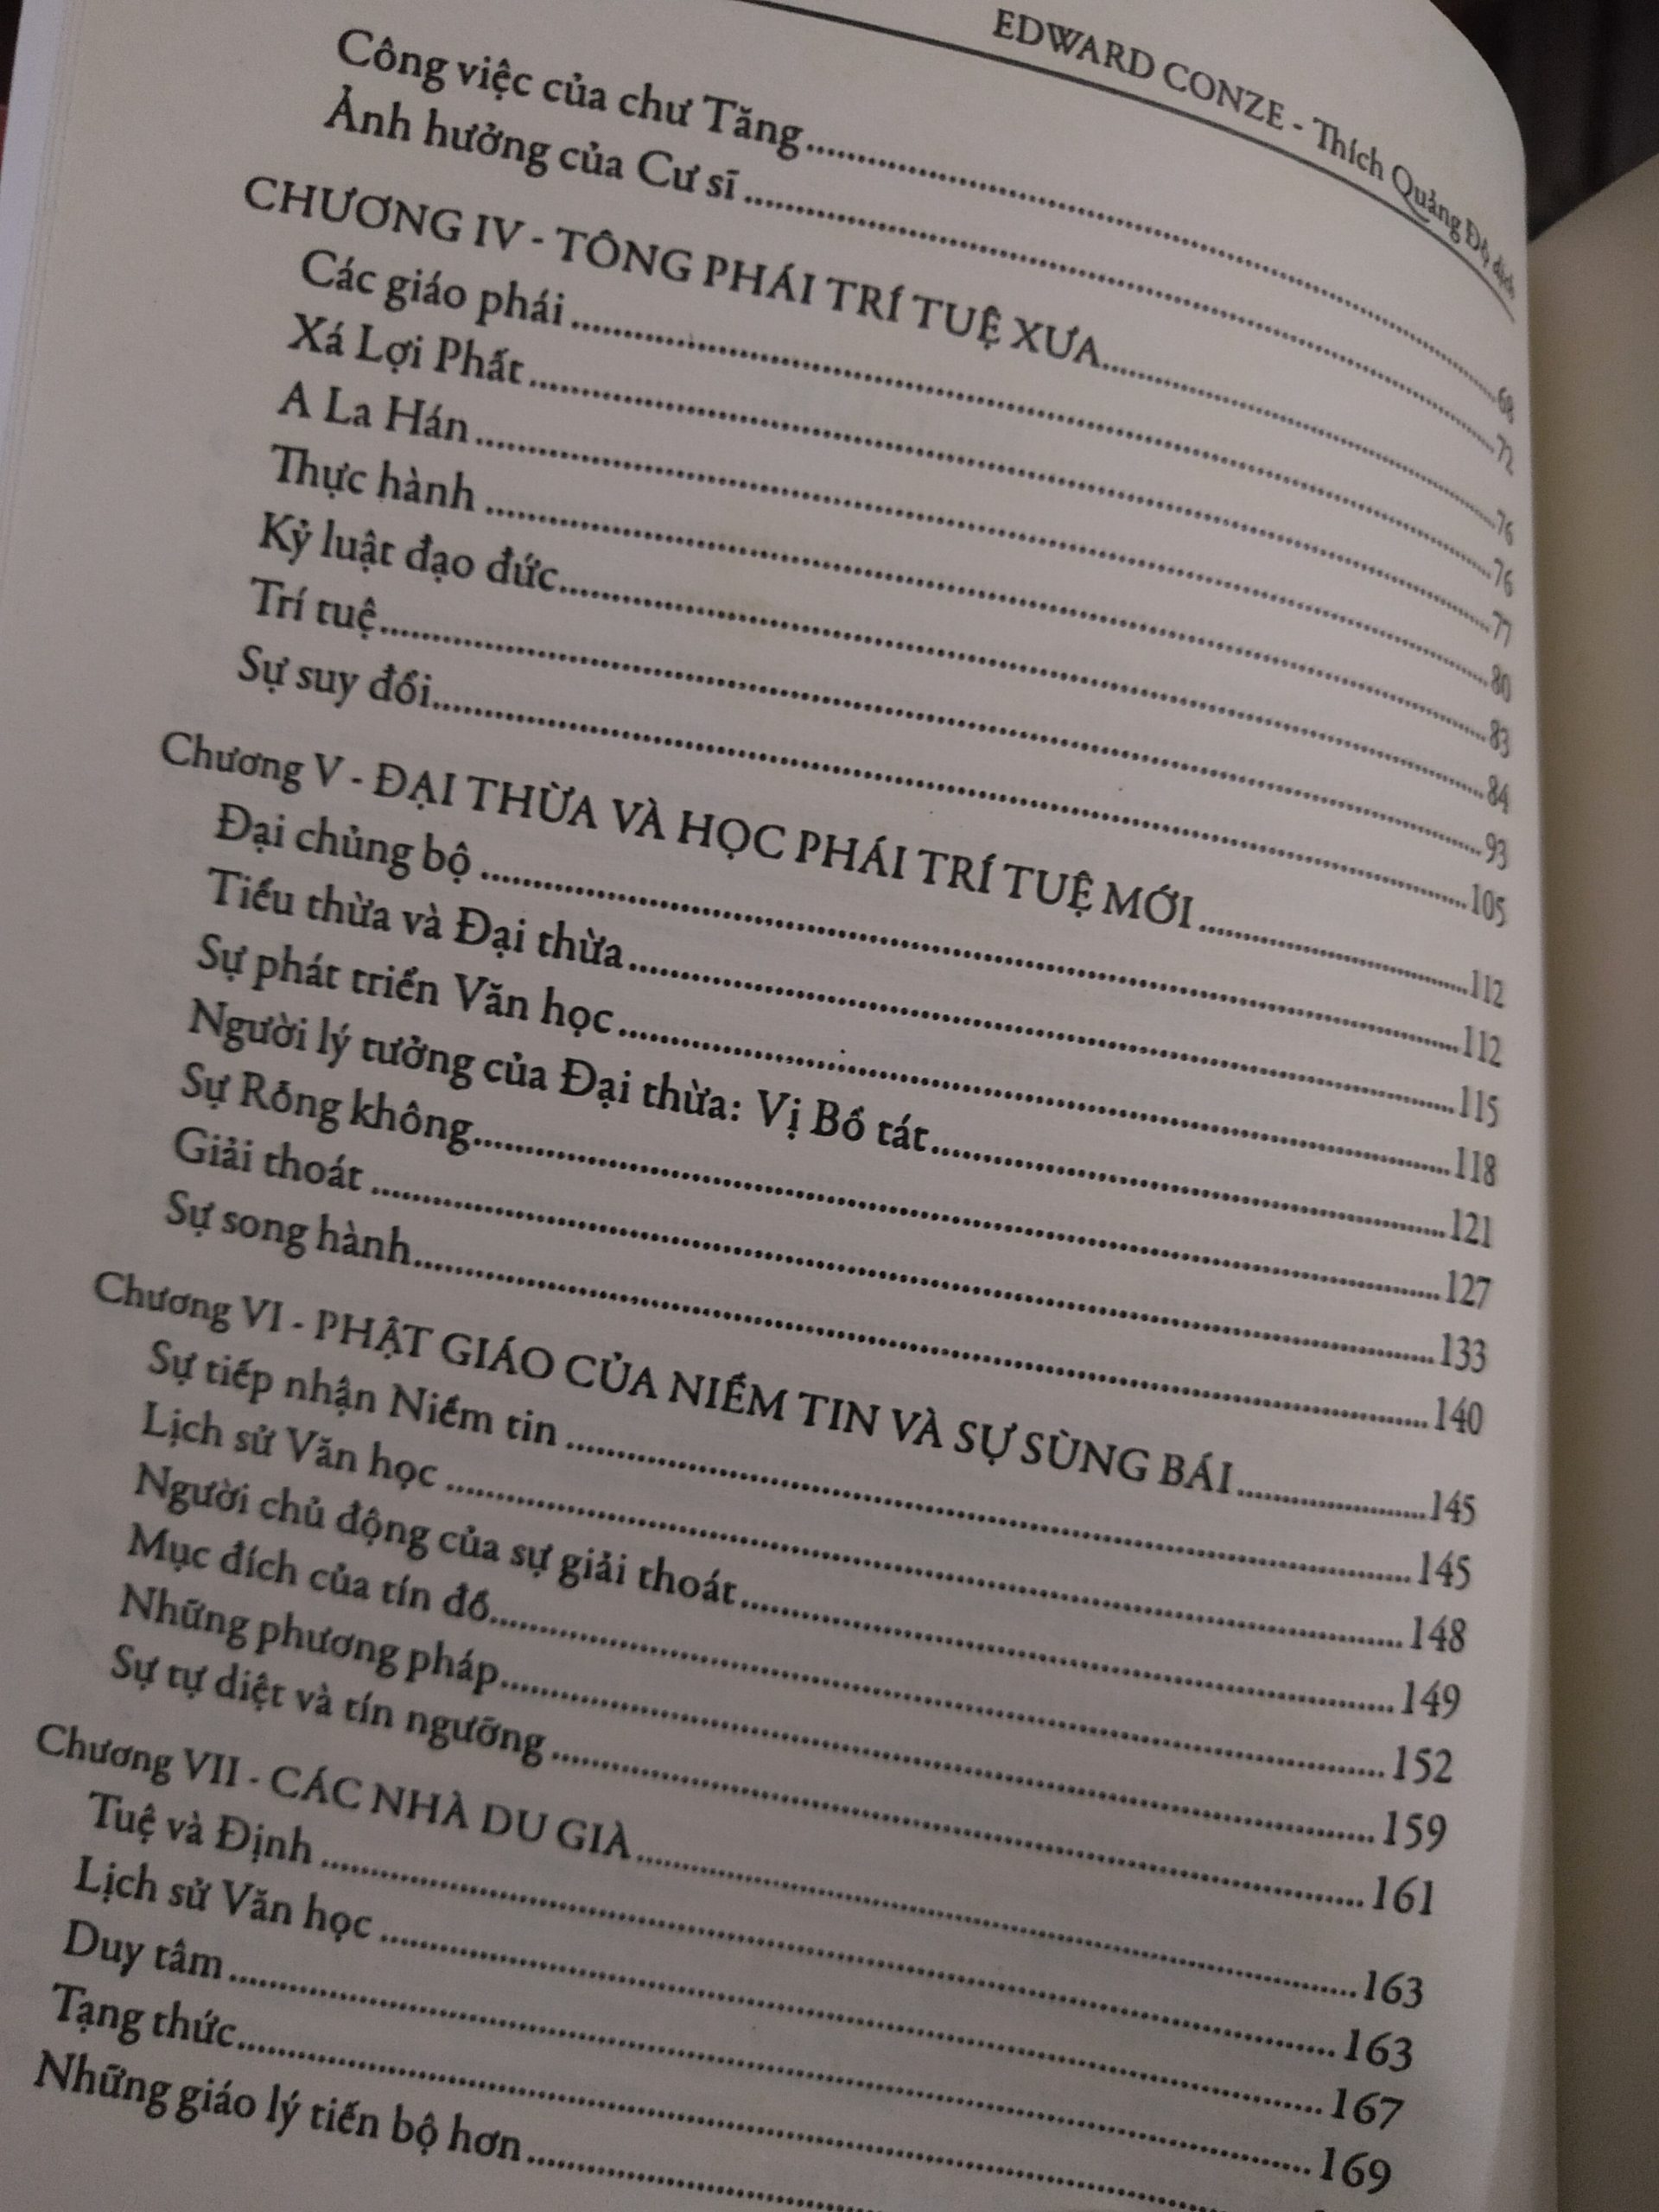 EDWARD CONZE - Thích Quảng Độ dịch
Công việc của chư Tăng....................68
Ảnh hưởng của Cư sĩ....................72
CHƯƠNG IV - TÔNG PHÁI TRÍ TUỆ XƯA....................76
Các giáo phái....................76
Xá Lợi Phất....................77
A La Hán....................80
Thực hành....................83
Kỷ luật đạo đức....................84
Trí tuệ....................93
Sự suy đồi....................105
Chương V - ĐẠI THỪA VÀ HỌC PHÁI TRÍ TUỆ MỚI....................112
Đại chủng bộ....................112
Tiểu thừa và Đại thừa....................115
Sự phát triển Văn học....................118
Người lý tưởng của Đại thừa: Vị Bồ tát....................121
Sự Rỗng không....................127
Giải thoát....................133
Sự song hành....................140
Chương VI - PHẬT GIÁO CỦA NIỀM TIN VÀ SỰ SÙNG BÁI....................145
Sự tiếp nhận Niềm tin....................145
Lịch sử Văn học....................148
Người chủ động của sự giải thoát....................149
Mục đích của tín đồ....................152
Những phương pháp....................159
Sự tự diệt và tín ngưỡng....................161
Chương VII - CÁC NHÀ DU GIÀ....................163
Tuệ và Định....................163
Lịch sử Văn học....................167
Duy tâm....................169
Tạng thức....................
Những giáo lý tiến bộ hơn....................